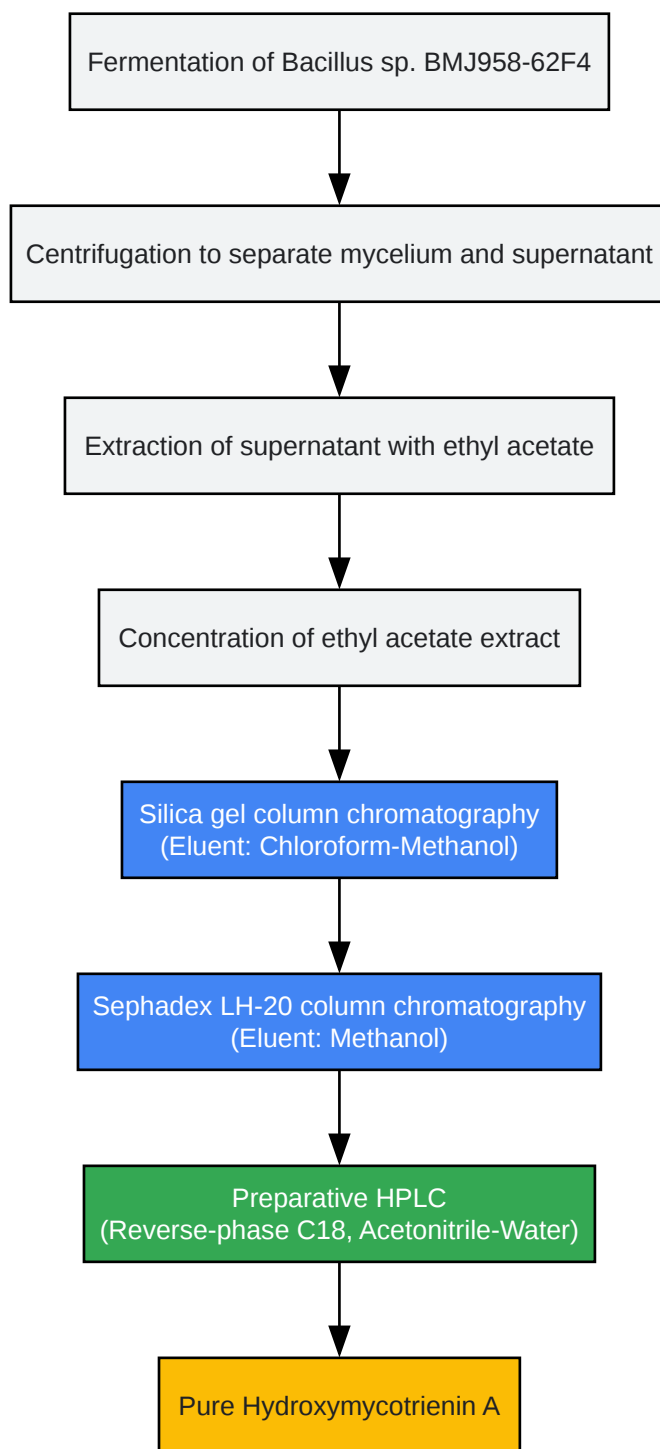 Fermentation of Bacillus sp. BMJ958-62F4
Centrifugation to separate mycelium and supernatant
Extraction of supernatant with ethyl acetate
Concentration of ethyl acetate extract
Silica gel column chromatography
(Eluent: Chloroform-Methanol)
Sephadex LH-20 column chromatography
(Eluent: Methanol)
Preparative HPLC
(Reverse-phase C18, Acetonitrile-Water)
Pure Hydroxymycotrienin A